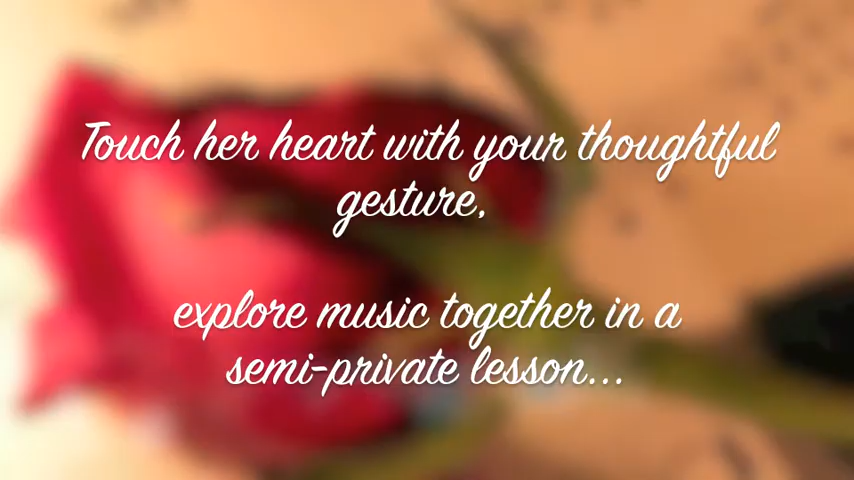 Touch her heart with your thoughtful
gesture,
explore music together in a
semi-private lesson...